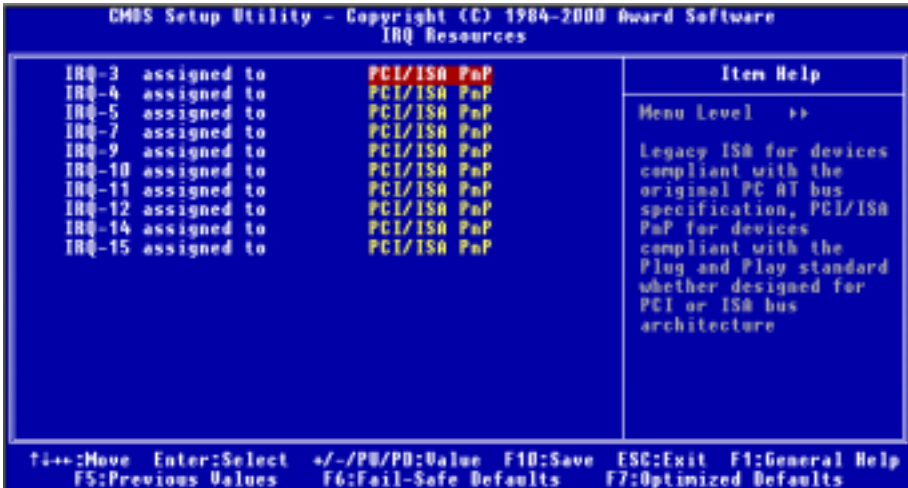 CMOS Setup Utility - Copyright (C) 1984-2000 Award Software
IRQ Resources
IRQ-3 assigned to PCI/ISA PnP
IRQ-4 assigned to PCI/ISA PnP
IRQ-5 assigned to PCI/ISA PnP
IRQ-7 assigned to PCI/ISA PnP
IRQ-9 assigned to PCI/ISA PnP
IRQ-10 assigned to PCI/ISA PnP
IRQ-11 assigned to PCI/ISA PnP
IRQ-12 assigned to PCI/ISA PnP
IRQ-14 assigned to PCI/ISA PnP
IRQ-15 assigned to PCI/ISA PnP
Item Help
Menu Level ►►
Legacy ISA for devices
compliant with the
original PC AT bus
specification, PCI/ISA
PnP for devices
compliant with the
Plug and Play standard
whether designed for
PCI or ISA bus
architecture
↑↓→←:Move Enter:Select +/-/PU/PD:Value F10:Save ESC:Exit F1:General Help
F5:Previous Values F6:Fail-Safe Defaults F7:Optimized Defaults